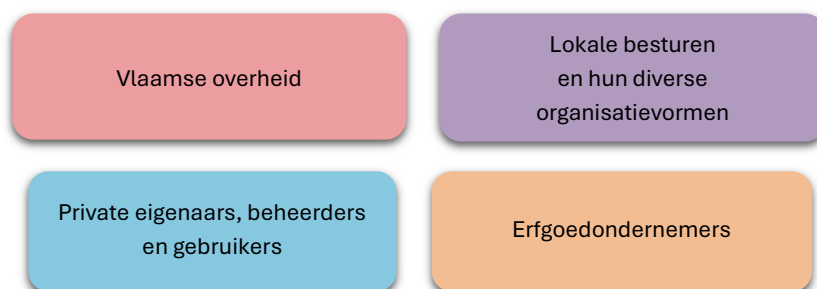 Vlaamse overheid
Lokale besturen
en hun diverse
organisatievormen
Private eigenaars, beheerders
en gebruikers
Erfgoedondernemers